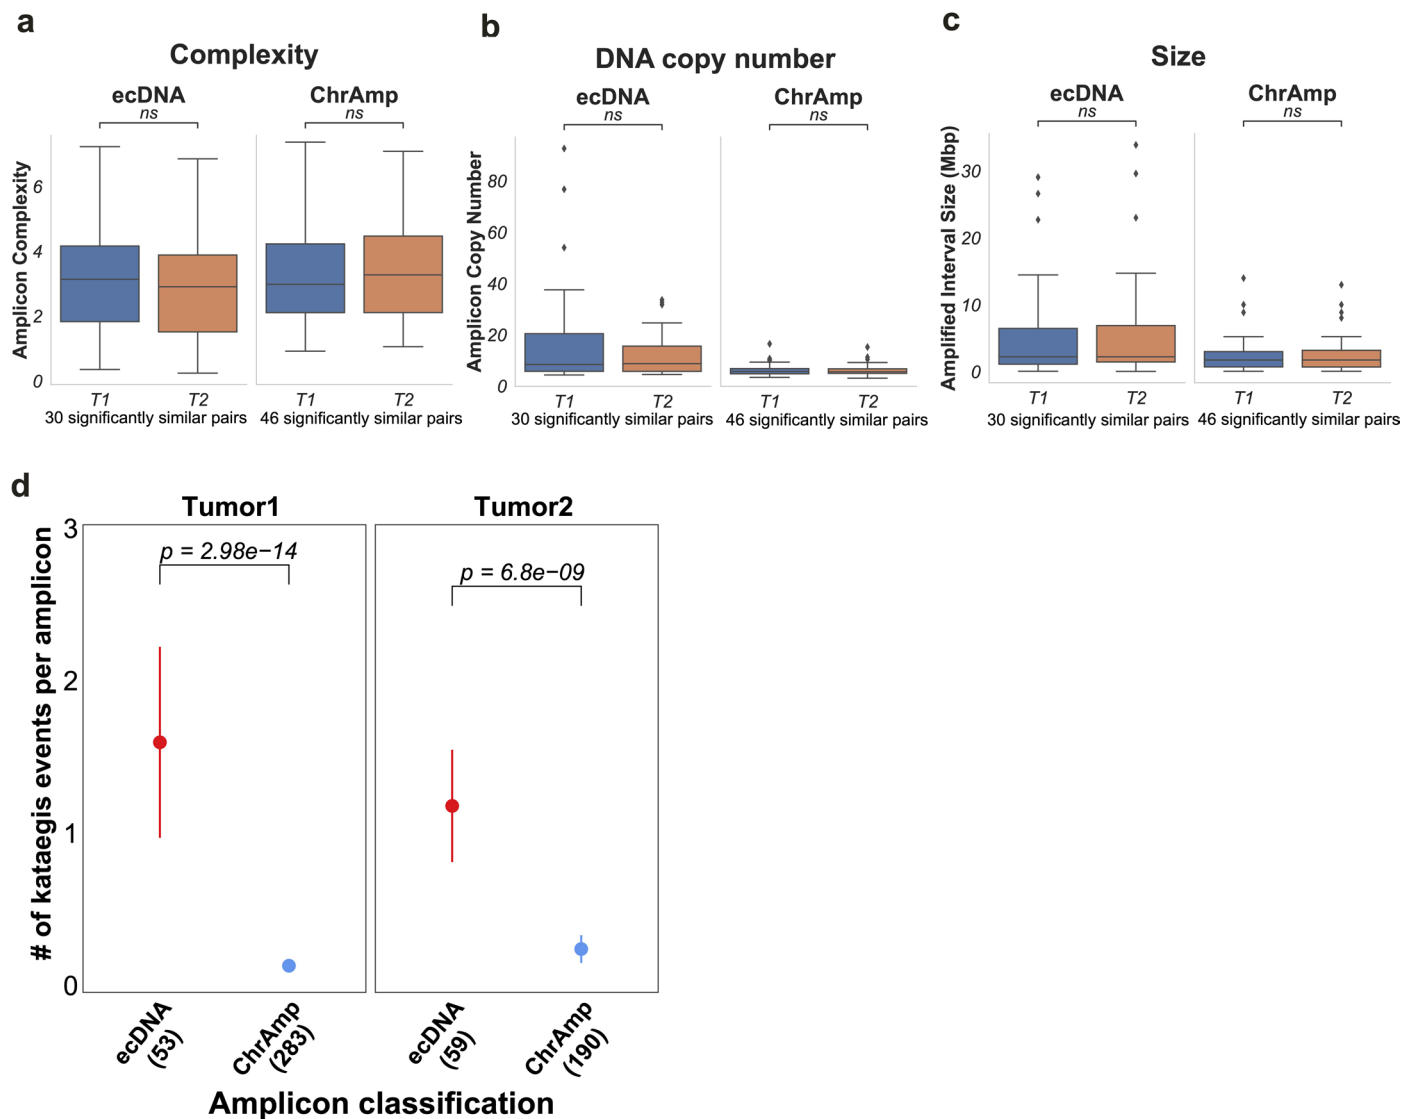 a
Complexity
ecDNA
ns
ChrAmp
ns
Amplicon Complexity
6
4
2
0
T1
T2
30 significantly similar pairs
T1
T2
46 significantly similar pairs
b
DNA copy number
ecDNA
ns
ChrAmp
ns
Amplicon Copy Number
80
60
40
20
0
T1
T2
30 significantly similar pairs
T1
T2
46 significantly similar pairs
c
Size
ecDNA
ns
ChrAmp
ns
Amplified Interval Size (Mbp)
30
20
10
0
T1
T2
30 significantly similar pairs
T1
T2
46 significantly similar pairs
d
Tumor1
Tumor2
# of kataegis events per amplicon
3
2
1
0
p = 2.98e−14
p = 6.8e−09
ecDNA
(53)
ChrAmp
(283)
ecDNA
(59)
ChrAmp
(190)
Amplicon classification